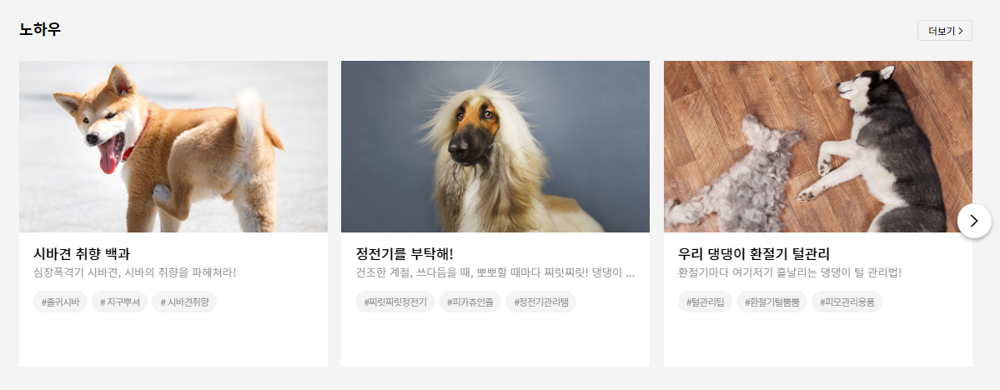 노하우
더보기 >
시바견 취향 백과
심장폭격기 시바견, 시바의 취향을 파헤쳐라!
#졸귀시바 # 지구뿌셔 # 시바견취향
정전기를 부탁해!
건조한 계절, 쓰다듬을 때, 뽀뽀할 때마다 찌릿찌릿! 댕댕이 ...
#찌릿찌릿정전기 #피카츄인줄 #정전기관리템
우리 댕댕이 환절기 털관리
환절기마다 여기저기 흩날리는 댕댕이 털 관리법!
#털관리팁 #환절기털뿜뿜 #피모관리용품